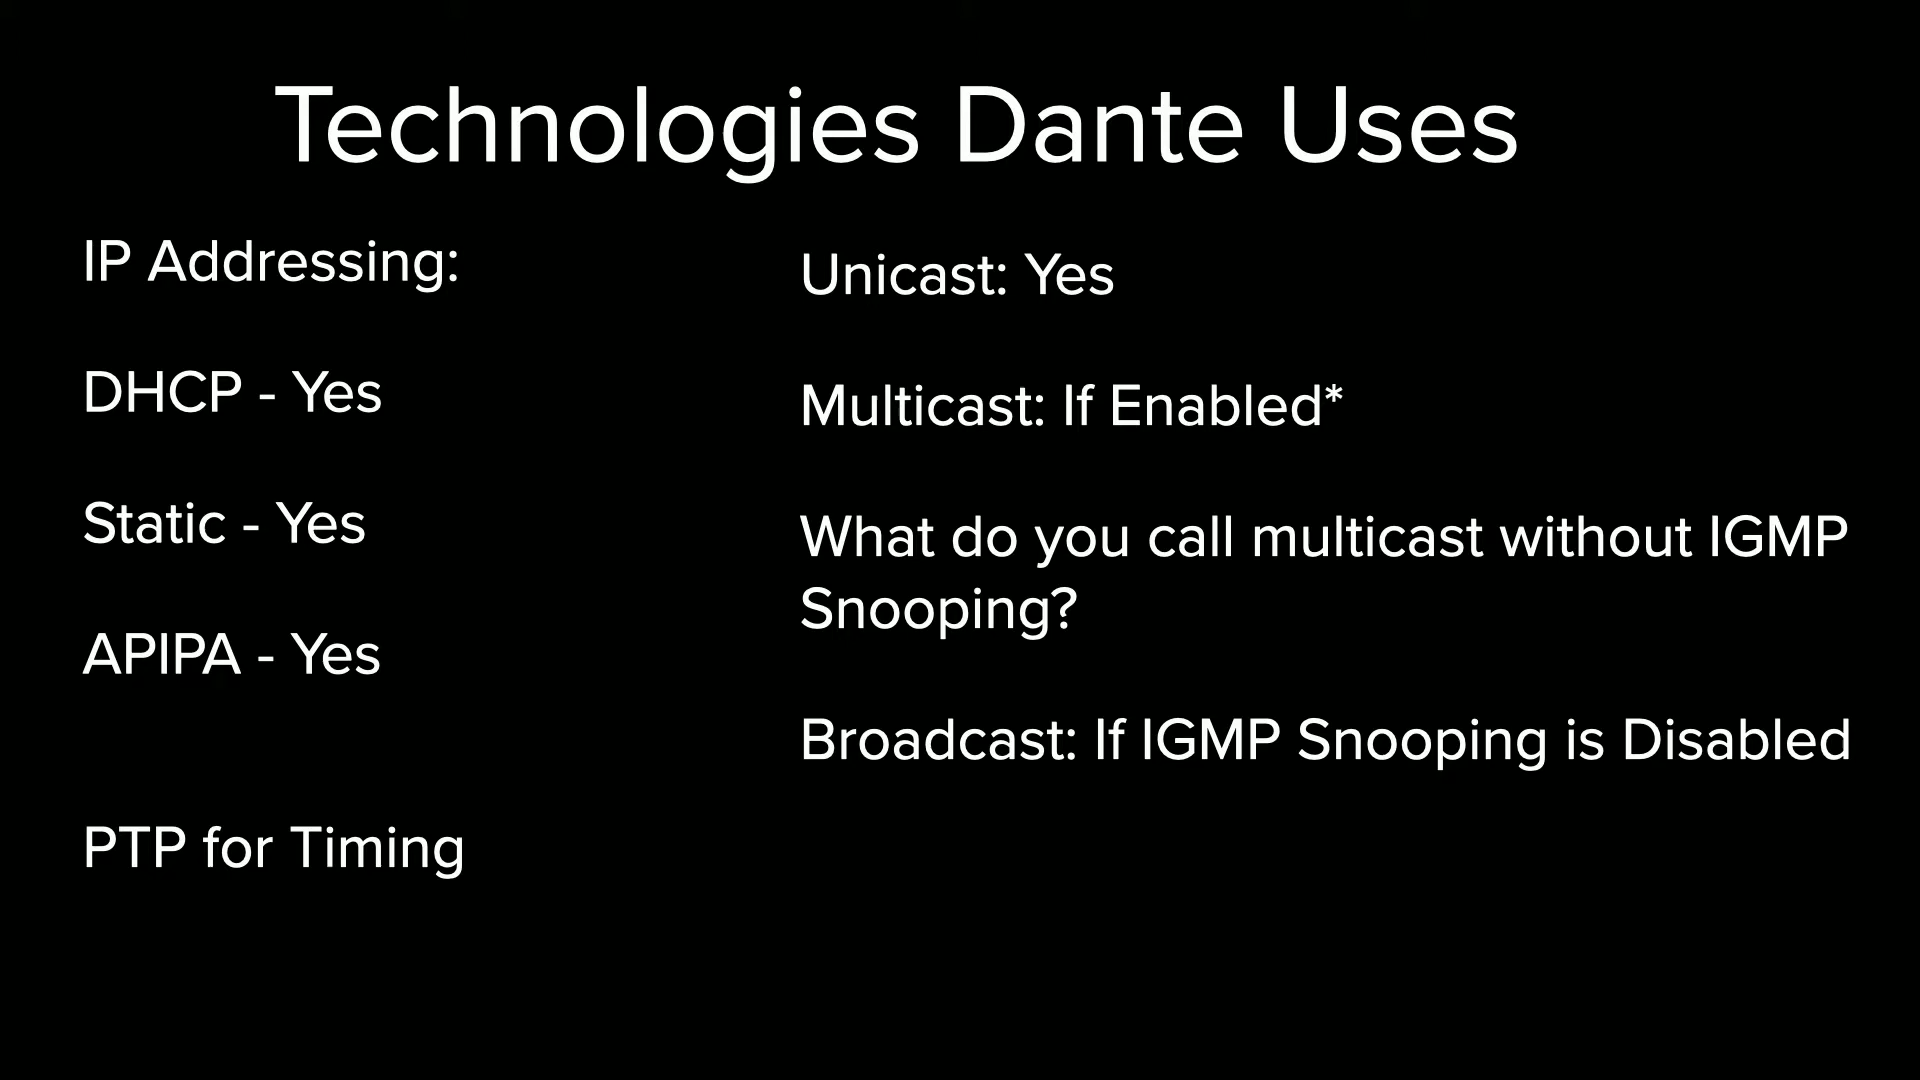 Technologies Dante Uses
IP Addressing:
DHCP - Yes
Static - Yes
APIPA - Yes
PTP for Timing
Unicast: Yes
Multicast: If Enabled*
What do you call multicast without IGMP
Snooping?
Broadcast: If IGMP Snooping is Disabled